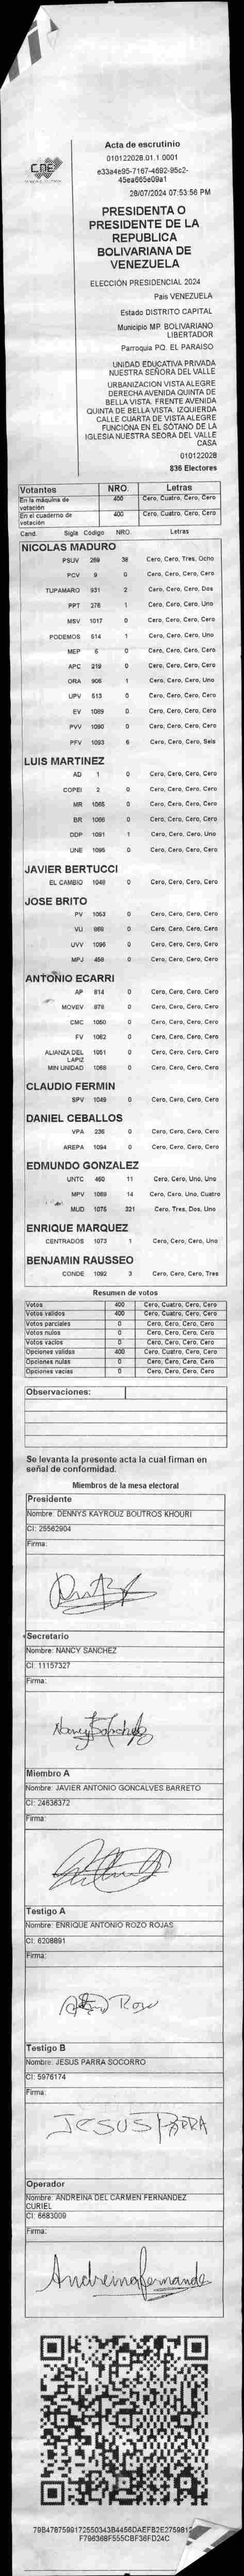 CNE
Acta de escrutinio
010122028.01.1.0001
e33a4e95-7167-4692-95c2-
45ea665e09a1
28/07/2024 07:53:56 PM
PRESIDENTA O
PRESIDENTE DE LA
REPUBLICA
BOLIVARIANA DE
VENEZUELA
ELECCIÓN PRESIDENCIAL 2024
País VENEZUELA
Estado DISTRITO CAPITAL
Municipio MP. BOLIVARIANO
LIBERTADOR
Parroquia PQ. EL PARAISO
UNIDAD EDUCATIVA PRIVADA
NUESTRA SEÑORA DEL VALLE
URBANIZACION VISTA ALEGRE
DERECHA AVENIDA QUINTA DE
BELLA VISTA. FRENTE AVENIDA
QUINTA DE BELLA VISTA. IZQUIERDA
CALLE CUARTA DE VISTA ALEGRE
FUNCIONA EN EL SÓTANO DE LA
IGLESIA NUESTRA SEORA DEL VALLE
CASA
010122028
836 Electores
Votantes NRO. Letras
En la máquina de votación 400 Cero, Cuatro, Cero, Cero
En el cuaderno de votación 400 Cero, Cuatro, Cero, Cero
Cand. Sigla Código NRO. Letras
NICOLAS MADURO
PSUV 269 38 Cero, Cero, Tres, Ocho
PCV 9 0 Cero, Cero, Cero, Cero
TUPAMARO 931 2 Cero, Cero, Cero, Dos
PPT 276 1 Cero, Cero, Cero, Uno
MSV 1017 0 Cero, Cero, Cero, Cero
PODEMOS 514 1 Cero, Cero, Cero, Uno
MEP 6 0 Cero, Cero, Cero, Cero
APC 219 0 Cero, Cero, Cero, Cero
ORA 906 1 Cero, Cero, Cero, Uno
UPV 613 0 Cero, Cero, Cero, Cero
EV 1089 0 Cero, Cero, Cero, Cero
PVV 1090 0 Cero, Cero, Cero, Cero
PFV 1093 6 Cero, Cero, Cero, Seis
LUIS MARTINEZ
AD 1 0 Cero, Cero, Cero, Cero
COPEI 2 0 Cero, Cero, Cero, Cero
MR 1065 0 Cero, Cero, Cero, Cero
BR 1066 0 Cero, Cero, Cero, Cero
DDP 1091 1 Cero, Cero, Cero, Uno
UNE 1095 0 Cero, Cero, Cero, Cero
JAVIER BERTUCCI
EL CAMBIO 1048 0 Cero, Cero, Cero, Cero
JOSE BRITO
PV 1053 0 Cero, Cero, Cero, Cero
VU 868 0 Cero, Cero, Cero, Cero
UVV 1096 0 Cero, Cero, Cero, Cero
MPJ 458 0 Cero, Cero, Cero, Cero
ANTONIO ECARRI
AP 814 0 Cero, Cero, Cero, Cero
MOVEV 878 0 Cero, Cero, Cero, Cero
CMC 1050 0 Cero, Cero, Cero, Cero
FV 1062 0 Cero, Cero, Cero, Cero
ALIANZA DEL LAPIZ 1051 0 Cero, Cero, Cero, Cero
MIN UNIDAD 1088 0 Cero, Cero, Cero, Cero
CLAUDIO FERMIN
SPV 1049 0 Cero, Cero, Cero, Cero
DANIEL CEBALLOS
VPA 236 0 Cero, Cero, Cero, Cero
AREPA 1094 0 Cero, Cero, Cero, Cero
EDMUNDO GONZALEZ
UNTC 460 11 Cero, Cero, Uno, Uno
MPV 1069 14 Cero, Cero, Uno, Cuatro
MUD 1075 321 Cero, Tres, Dos, Uno
ENRIQUE MARQUEZ
CENTRADOS 1073 1 Cero, Cero, Cero, Uno
BENJAMIN RAUSSEO
CONDE 1092 3 Cero, Cero, Cero, Tres
Resumen de votos
Votos 400 Cero, Cuatro, Cero, Cero
Votos validos 400 Cero, Cuatro, Cero, Cero
Votos parciales 0 Cero, Cero, Cero, Cero
Votos nulos 0 Cero, Cero, Cero, Cero
Votos vacíos 0 Cero, Cero, Cero, Cero
Opciones validas 400 Cero, Cuatro, Cero, Cero
Opciones nulas 0 Cero, Cero, Cero, Cero
Opciones vacias 0 Cero, Cero, Cero, Cero
Observaciones:
Se levanta la presente acta la cual firman en
señal de conformidad.
Miembros de la mesa electoral
Presidente
Nombre: DENNYS KAYROUZ BOUTROS KHOURI
CI: 25562904
Firma:
Secretario
Nombre: NANCY SANCHEZ
CI: 11157327
Firma:
Nancy Sanchez
Miembro A
Nombre: JAVIER ANTONIO GONCALVES BARRETO
CI: 24636372
Firma:
Testigo A
Nombre: ENRIQUE ANTONIO ROZO ROJAS
CI: 6208891
Firma:
Rozo
Testigo B
Nombre: JESUS PARRA SOCORRO
CI: 5976174
Firma:
JESUS PARRA
Operador
Nombre: ANDREINA DEL CARMEN FERNANDEZ
CURIEL
CI: 6683009
Firma:
Andreina Fernande
79B4787599172550343B4456DAEFB2E2759812
F796368F555CBF36FD24C